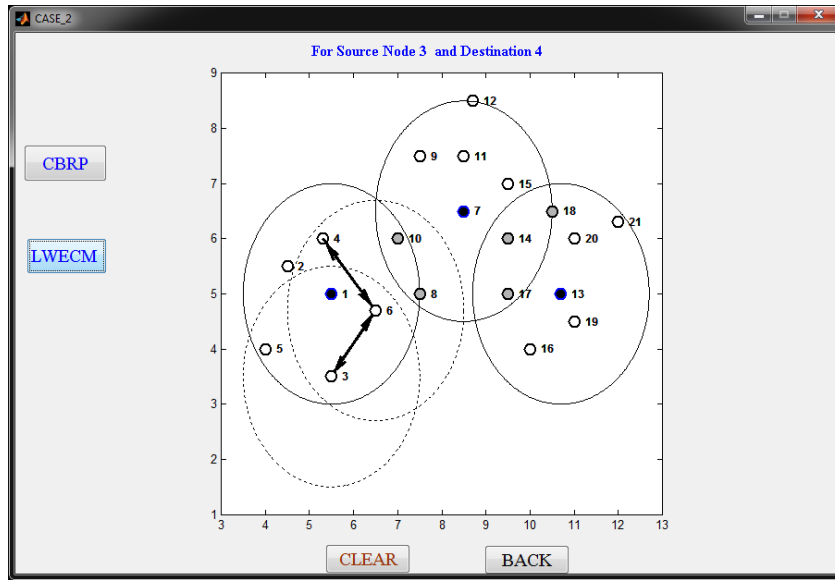 CASE_2
For Source Node 3 and Destination 4
CBRP
LWECM
9
8
7
6
5
4
3
2
1
3 4 5 6 7 8 9 10 11 12 13
12
9 11
15
7 18
21
4 10 14 20
2
1 8 17 13
6
19
5 16
3
CLEAR BACK